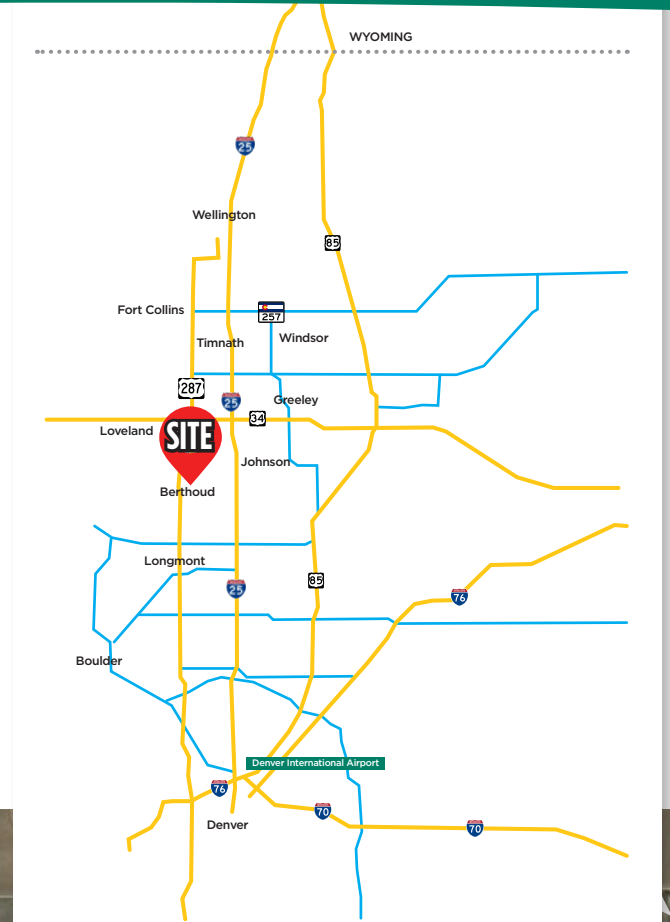 WYOMING
25
Wellington
85
Fort Collins
257
Timnath
Windsor
287
25
Greeley
34
Loveland
SITE
Johnson
Berthoud
Longmont
85
25
76
Boulder
Denver International Airport
76
70
Denver
70